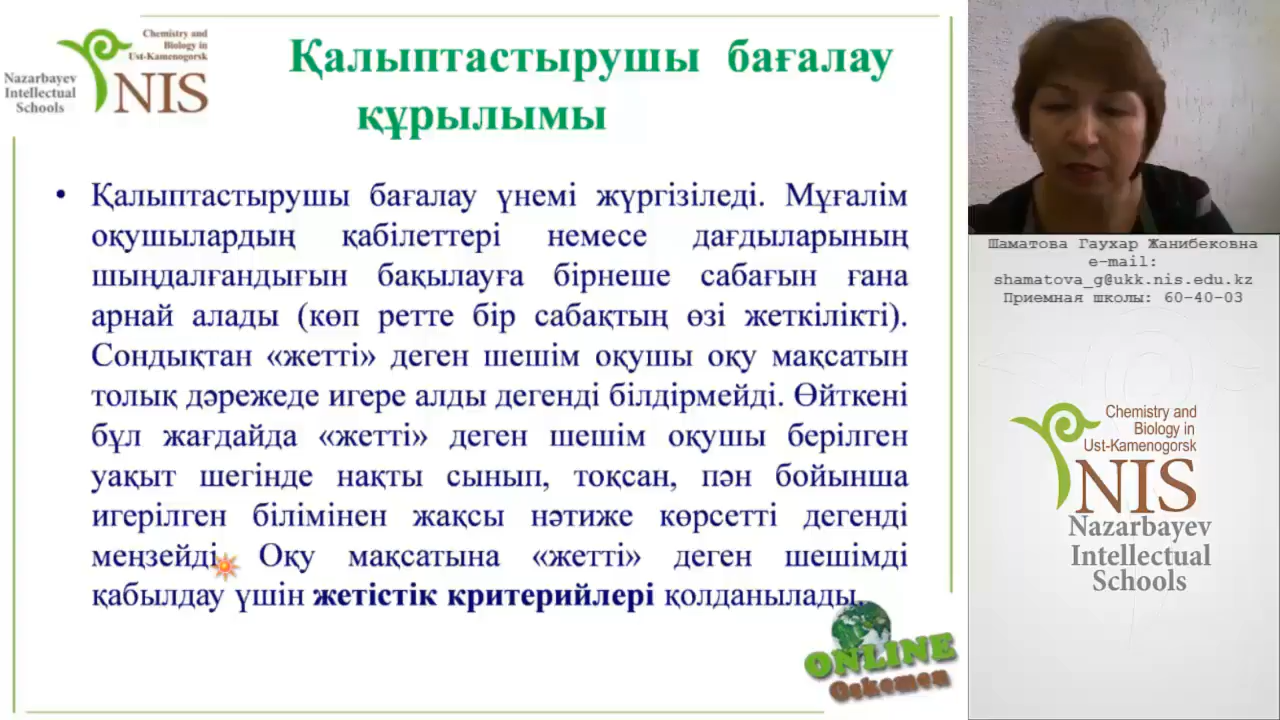 Chemistry and
Biology in
Ust-Kamenogorsk
Nazarbayev
Intellectual
Schools
NIS
Қалыптастырушы бағалау
құрылымы
• Қалыптастырушы бағалау үнемі жүргізіледі. Мұғалім
оқушылардың қабілеттері немесе дағдыларының
шыңдалғандығын бақылауға бірнеше сабағын ғана
арнай алады (көп ретте бір сабақтың өзі жеткілікті).
Сондықтан «жетті» деген шешім оқушы оқу мақсатын
толық дәрежеде игере алды дегенді білдірмейді. Өйткені
бұл жағдайда «жетті» деген шешім оқушы берілген
уақыт шегінде нақты сынып, тоқсан, пән бойынша
игерілген білімінен жақсы нәтиже көрсетті дегенді
меңзейді. Оқу мақсатына «жетті» деген шешімді
қабылдау үшін жетістік критерийлері қолданылады.
ONLINE
Oskemen
Шаматова Гаухар Жанибековна
e-mail:
shamatova_g@ukk.nis.edu.kz
Приемная школы: 60-40-03
Chemistry and
Biology in
Ust-Kamenogorsk
NIS
Nazarbayev
Intellectual
Schools